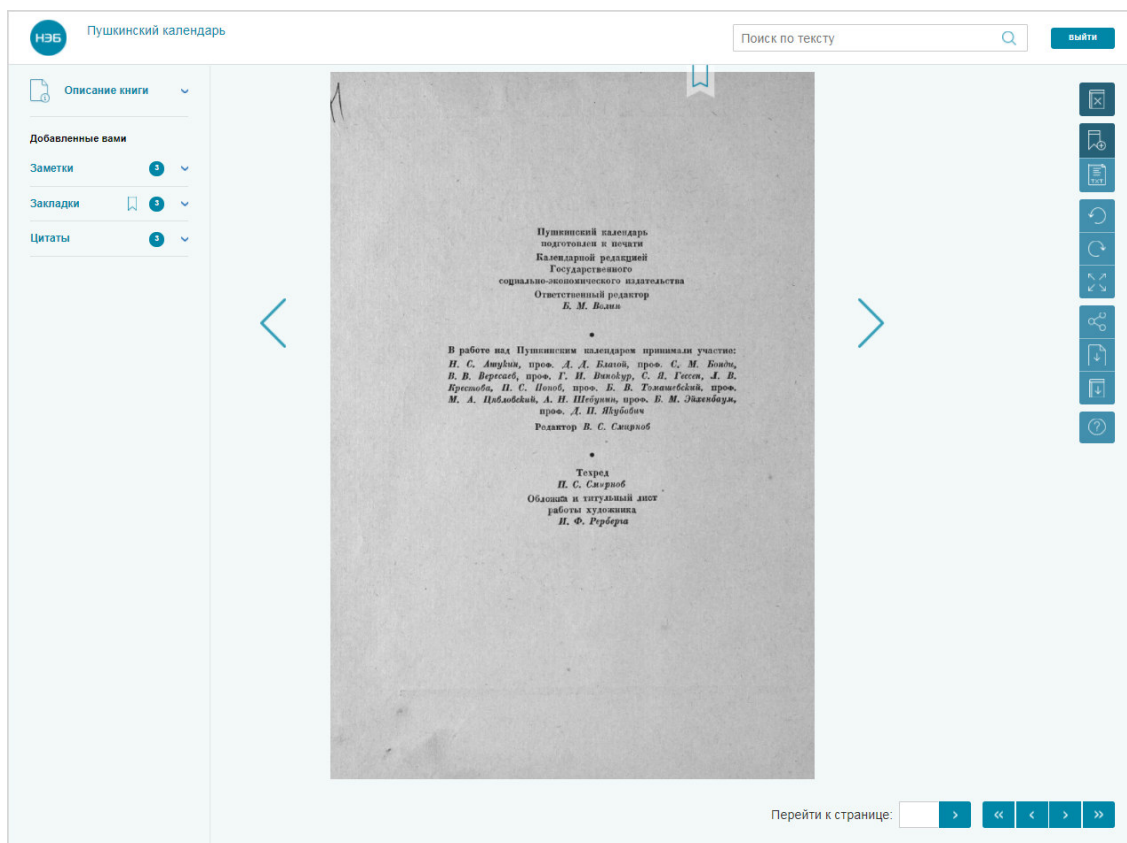 НЭБ
Пушкинский календарь
Поиск по тексту
выйти
Описание книги
Добавленные вами
Заметки 3
Закладки 3
Цитаты 3
TXT
Пушкинский календарь
подготовлен к печати
Календарной редакцией
Государственного
социально-экономического издательства
Ответственный редактор
Б. М. Волин
В работе над Пушкинским календарем принимали участие:
Н. С. Ашукин, проф. Д. Д. Благой, проф. С. М. Бонди,
В. В. Вересаев, проф. Г. И. Винокур, С. Я. Гессен, Л. В.
Крестова, П. С. Попов, проф. Б. В. Томашевский, проф.
М. А. Цявловский, А. Н. Шебунин, проф. Б. М. Эйхенбаум,
проф. Д. П. Якубович
Редактор В. С. Смирнов
Техред
П. С. Смирнов
Обложка и титульный лист
работы художника
И. Ф. Рерберга
Перейти к странице: